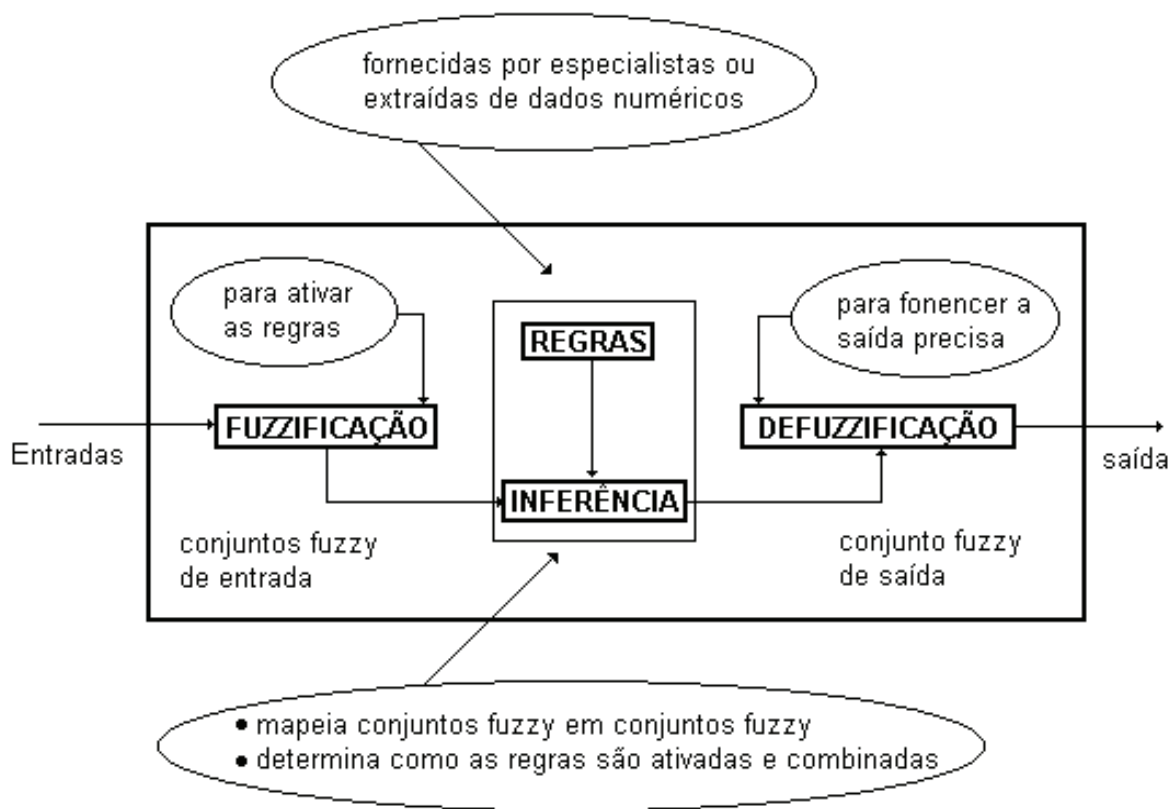 fornecidas por especialistas ou
extraídas de dados numéricos
para ativar
as regras
REGRAS
para fonencer a
saída precisa
Entradas
FUZZIFICAÇÃO
DEFUZZIFICAÇÃO
saída
INFERÊNCIA
conjuntos fuzzy
de entrada
conjunto fuzzy
de saída
• mapeia conjuntos fuzzy em conjuntos fuzzy
• determina como as regras são ativadas e combinadas